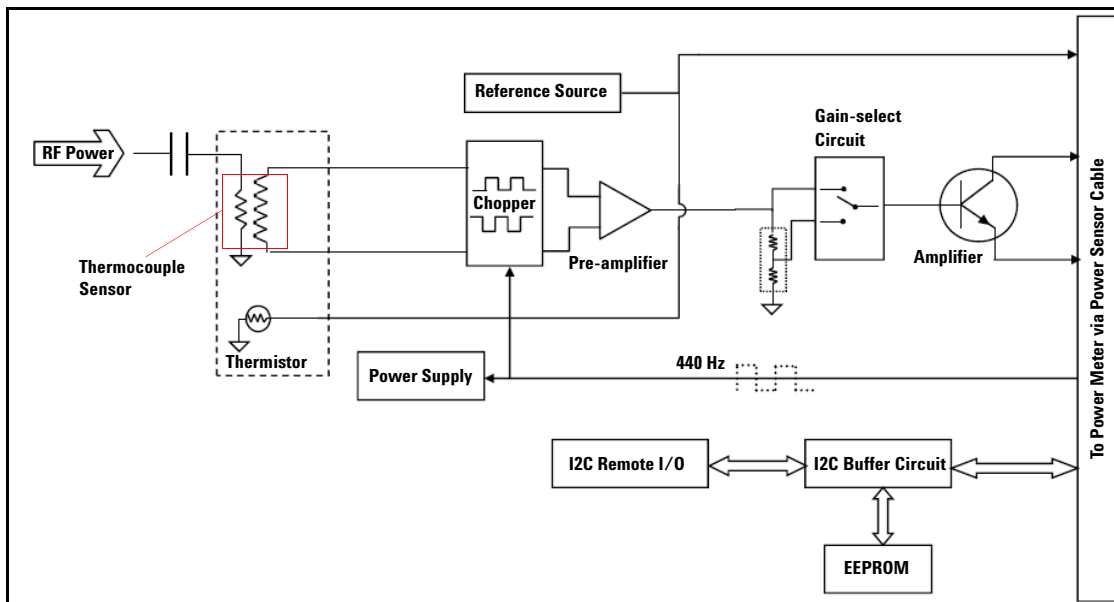 Reference Source
Gain-select
Circuit
RF Power
Chopper
Pre-amplifier
Amplifier
Thermocouple
Sensor
Thermistor
Power Supply
440 Hz
I2C Remote I/O
I2C Buffer Circuit
EEPROM
To Power Meter via Power Sensor Cable